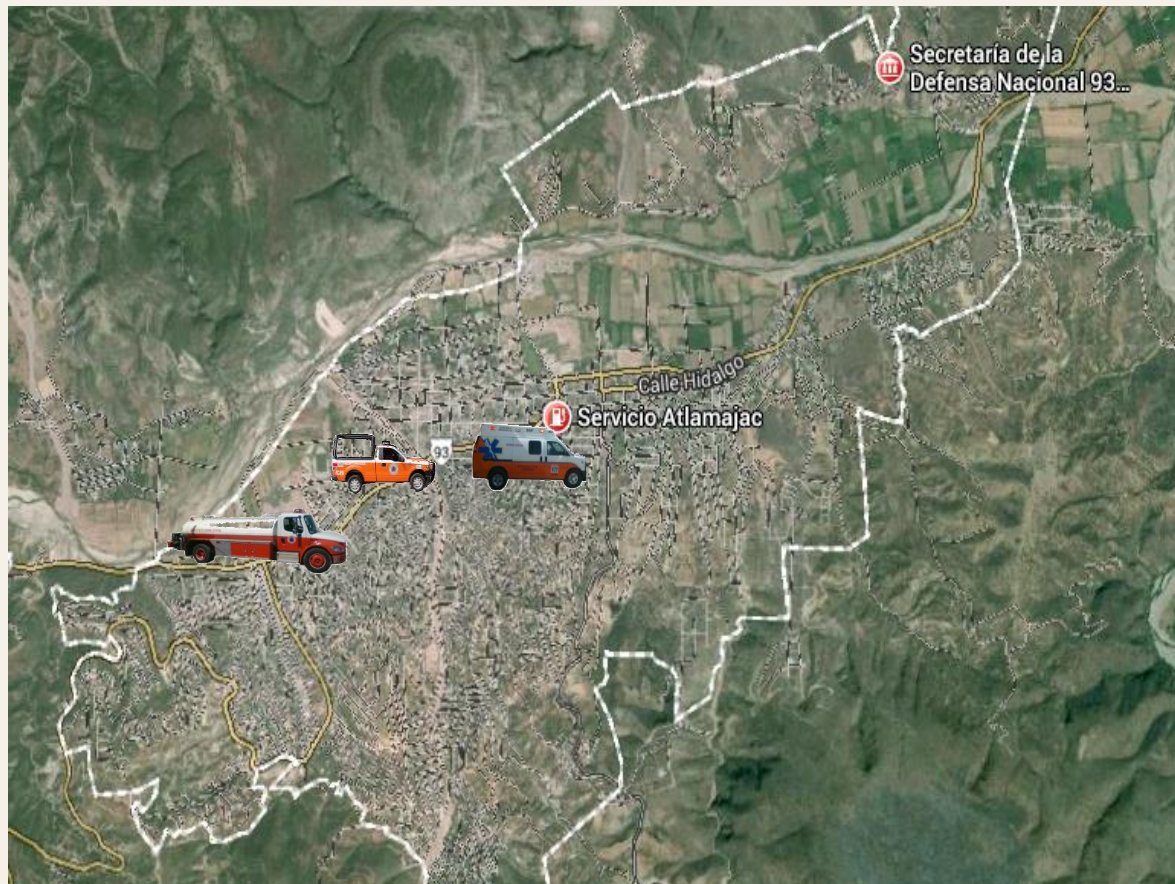 Secretaría de la
Defensa Nacional 93...
Calle Hidalgo
Servicio Atlamajac
93